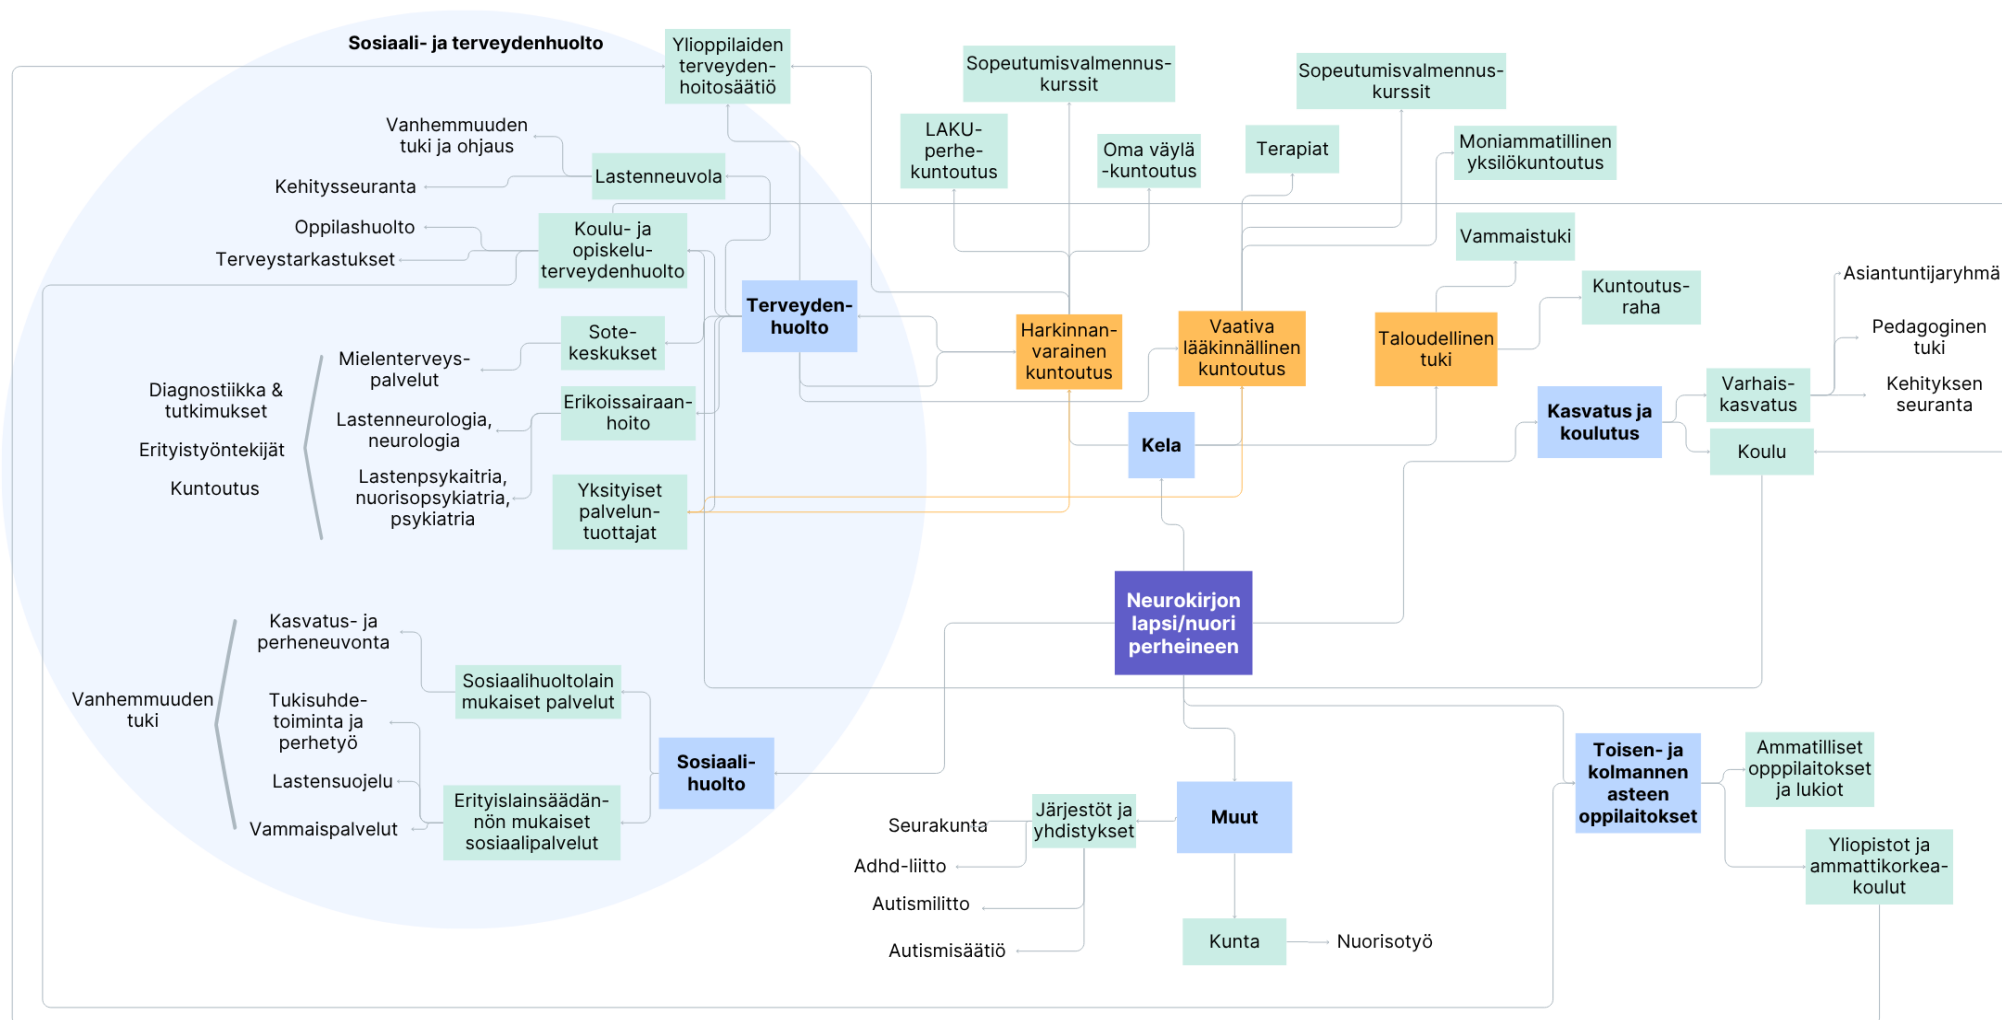 Sosiaali- ja terveydenhuolto
Ylioppilaiden
terveyden-
hoitosäätiö
Vanhemmuuden
tuki ja ohjaus
Lastenneuvola
Kehitysseuranta
Oppilashuolto
Terveystarkastukset
Koulu- ja
opiskelu-
terveydenhuolto
Terveyden-
huolto
Sote-
keskukset
Mielenterveys-
palvelut
Diagnostiikka &
tutkimukset
Erityistyöntekijät
Kuntoutus
Lastenneurologia,
neurologia
Erikoissairaan-
hoito
Lastenpsykaitria,
nuorisopsykiatria,
psykiatria
Yksityiset
palvelun-
tuottajat
Kasvatus- ja
perheneuvonta
Sosiaalihuoltolain
mukaiset palvelut
Vanhemmuuden
tuki
Tukisuhde-
toiminta ja
perhetyö
Lastensuojelu
Vammaispalvelut
Erityislainsäädän-
nön mukaiset
sosiaalipalvelut
Sosiaali-
huolto
Sopeutumisvalmennus-
kurssit
LAKU-
perhe-
kuntoutus
Oma väylä
-kuntoutus
Terapiat
Sopeutumisvalmennus-
kurssit
Moniammatillinen
yksilökuntoutus
Vammaistuki
Kuntoutus-
raha
Harkinnan-
varainen
kuntoutus
Vaativa
lääkinnällinen
kuntoutus
Taloudellinen
tuki
Kela
Kasvatus ja
koulutus
Varhais-
kasvatus
Koulu
Asiantuntijaryhmä
Pedagoginen
tuki
Kehityksen
seuranta
Neurokirjon
lapsi/nuori
perheineen
Muut
Järjestöt ja
yhdistykset
Seurakunta
Adhd-liitto
Autismilitto
Autismisäätiö
Kunta
Nuorisotyö
Toisen- ja
kolmannen
asteen
oppilaitokset
Ammatilliset
opppilaitokset
ja lukiot
Yliopistot ja
ammattikorkea-
koulut